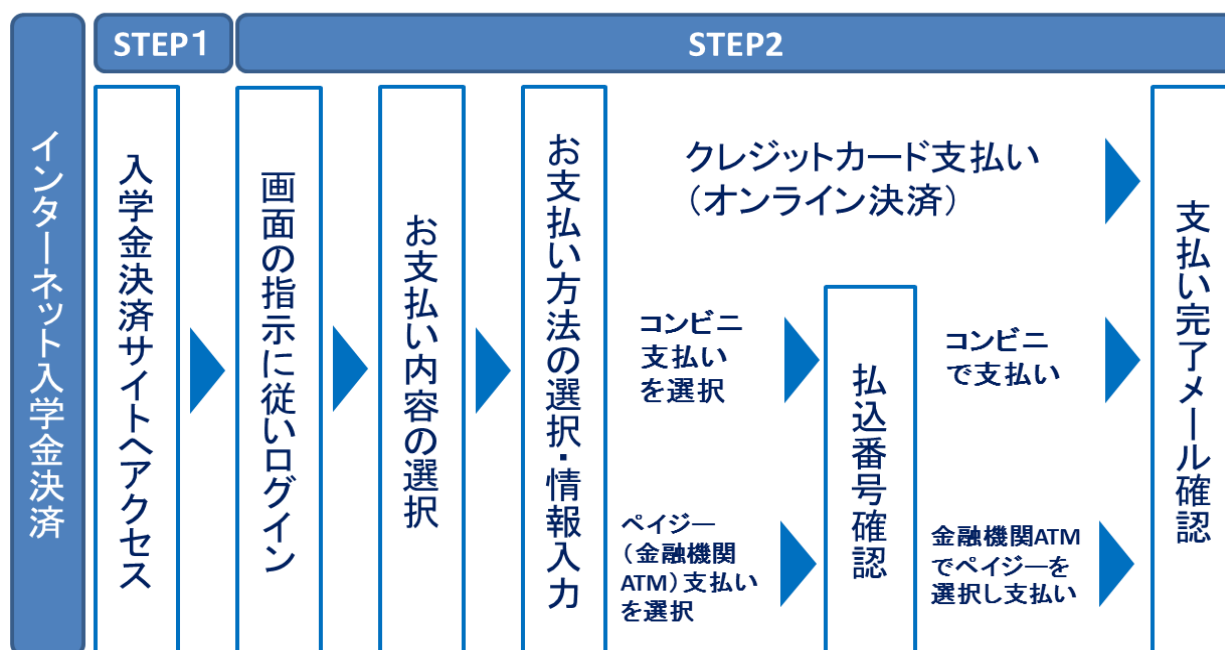 インターネット入学金決済
STEP1
STEP2
入学金決済サイトへアクセス
画面の指示に従いログイン
お支払い内容の選択
お支払い方法の選択・情報入力
クレジットカード支払い
（オンライン決済）
コンビニ
支払い
を選択
ペイジー
（金融機関
ATM）支払い
を選択
払込番号確認
コンビニ
で支払い
金融機関ATM
でペイジーを
選択し支払い
支払い完了メール確認